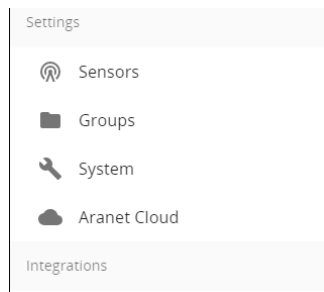 Settings
Sensors
Groups
System
Aranet Cloud
Integrations